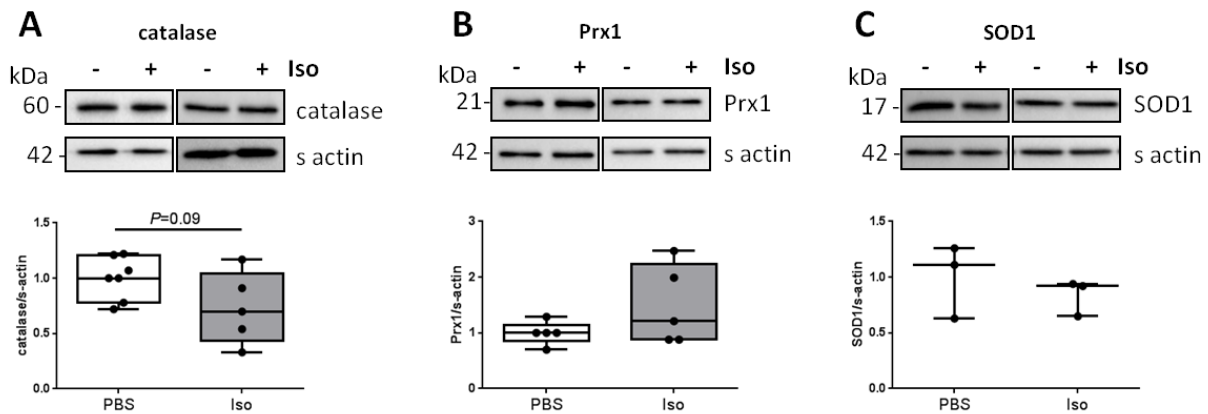 A
catalase
kDa
- + - + Iso
60 - catalase
42 - s actin
P=0.09
catalase/s-actin
1.5
1.0
0.5
0.0
PBS Iso
B
Prx1
kDa
- + - + Iso
21- Prx1
42 - s actin
Prx1/s-actin
3
2
1
0
PBS Iso
C
SOD1
kDa
- + - + Iso
17 - SOD1
42 - s actin
SOD1/s-actin
1.5
1.0
0.5
0.0
PBS Iso